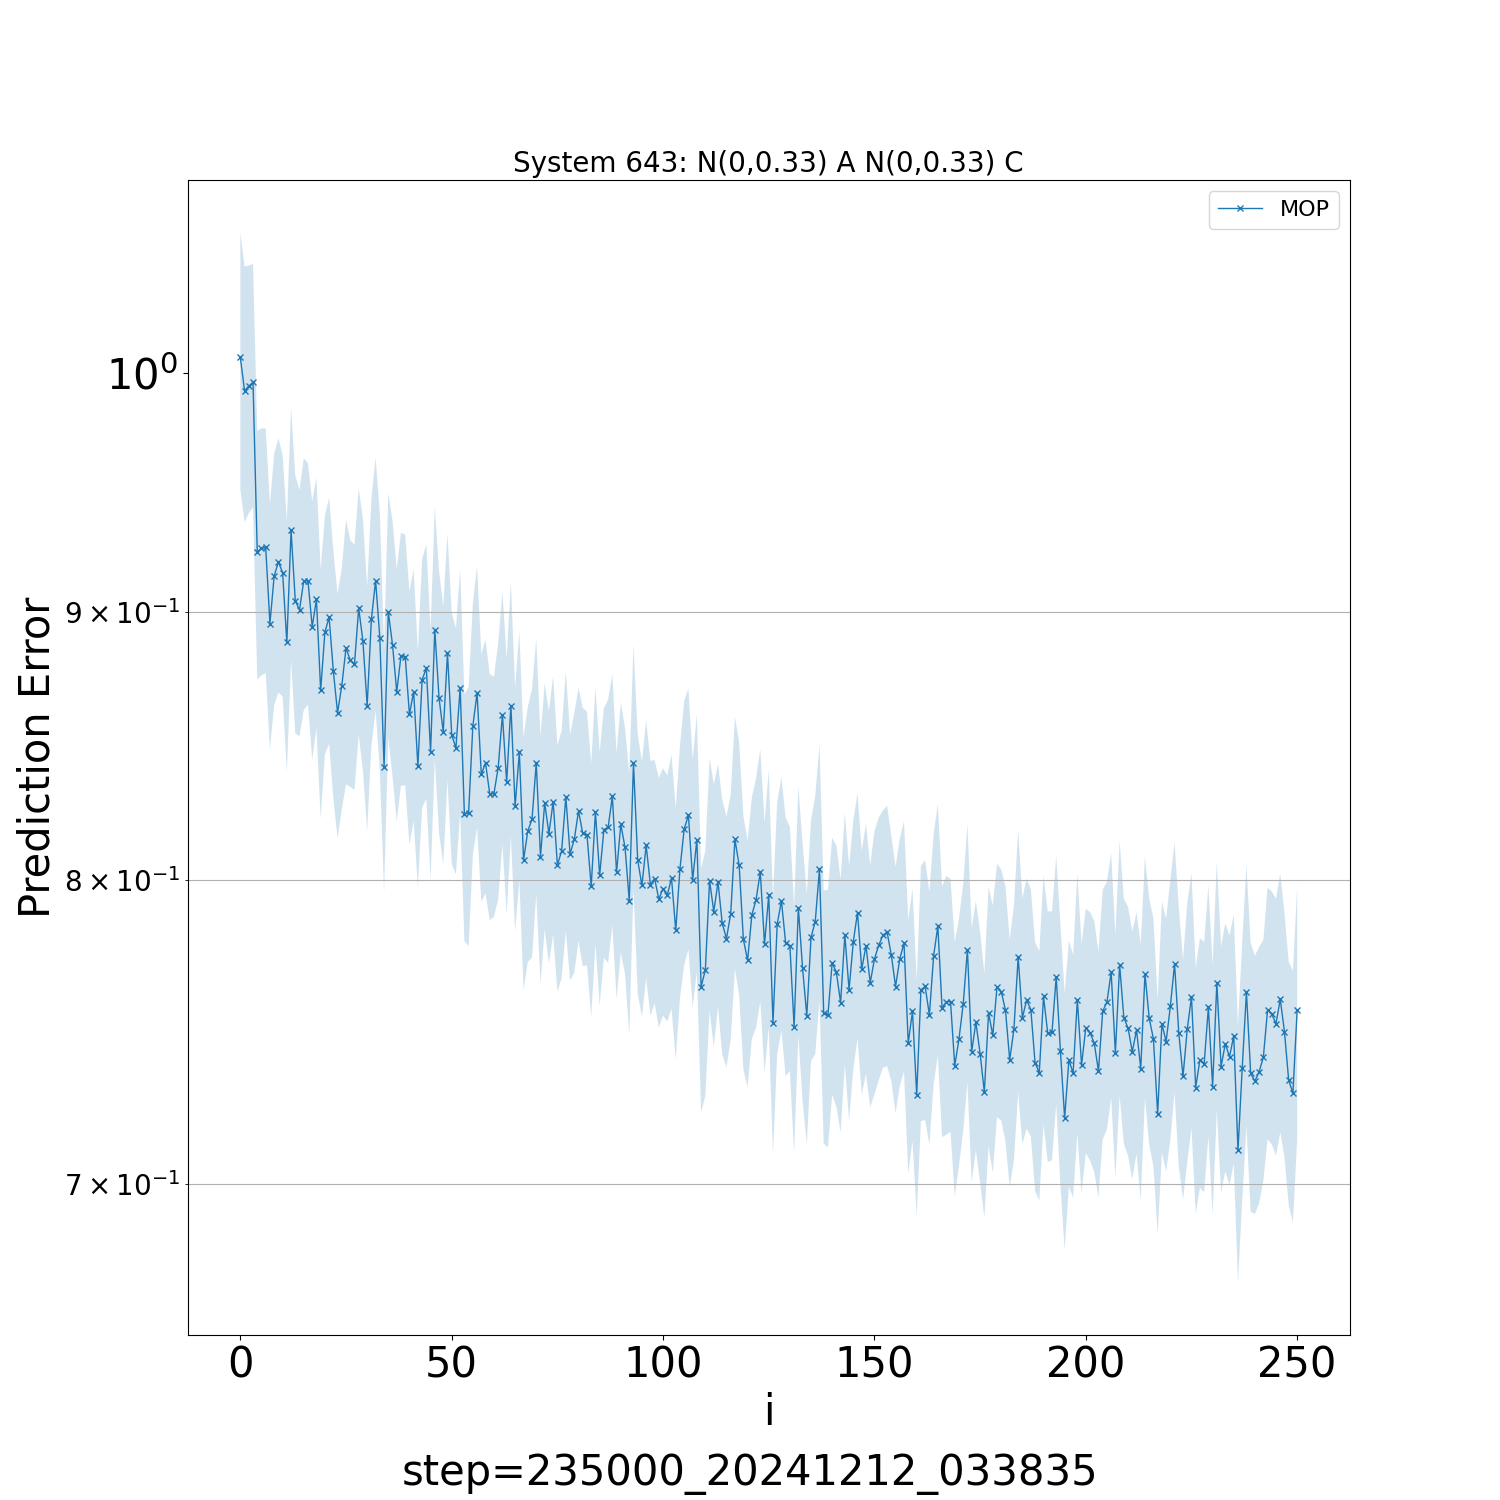 System 643: N(0,0.33) A N(0,0.33) C
MOP
Prediction Error
10⁰
9 × 10⁻¹
8 × 10⁻¹
7 × 10⁻¹
0 50 100 150 200 250
i
step=235000_20241212_033835